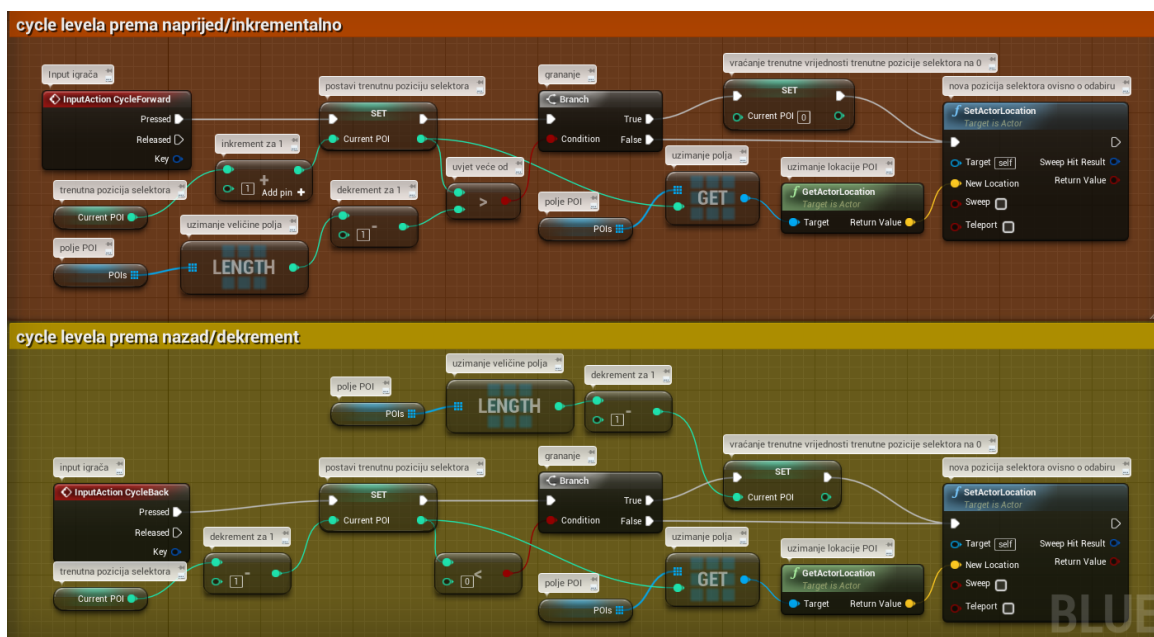 cycle levela prema naprijed/inkrementalno
Input igrača
InputAction CycleForward
Pressed
Released
Key
trenutna pozicija selektora
Current POI
polje POI
POIs
inkrement za 1
1
+
Add pin +
uzimanje veličine polja
LENGTH
postavi trenutnu poziciju selektora
SET
Current POI
dekrement za 1
1
-
uvjet veće od
>
grananje
Branch
True
Condition
False
polje POI
POIs
vraćanje trenutne vrijednosti trenutne pozicije selektora na 0
SET
Current POI 0
uzimanje polja
GET
uzimanje lokacije POI
f GetActorLocation
Target is Actor
Target Return Value
nova pozicija selektora ovisno o odabiru
f SetActorLocation
Target is Actor
Target self Sweep Hit Result
New Location Return Value
Sweep
Teleport
cycle levela prema nazad/dekrement
polje POI
POIs
uzimanje veličine polja
LENGTH
dekrement za 1
1
-
input igrača
InputAction CycleBack
Pressed
Released
Key
trenutna pozicija selektora
Current POI
dekrement za 1
1
-
postavi trenutnu poziciju selektora
SET
Current POI
0
<
grananje
Branch
True
Condition
False
polje POI
POIs
vraćanje trenutne vrijednosti trenutne pozicije selektora na 0
SET
Current POI
uzimanje polja
GET
uzimanje lokacije POI
f GetActorLocation
Target is Actor
Target Return Value
nova pozicija selektora ovisno o odabiru
f SetActorLocation
Target is Actor
Target self Sweep Hit Result
New Location Return Value
Sweep
Teleport
BLUE